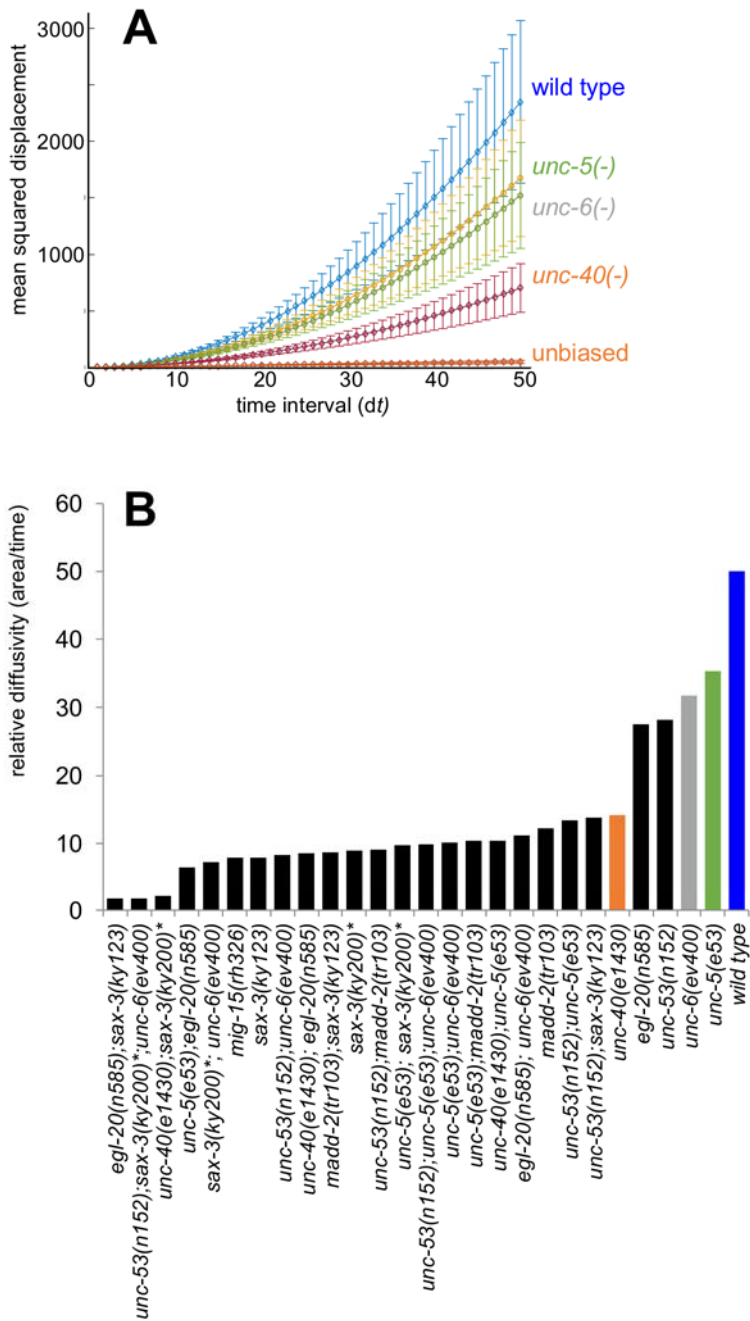 A
mean squared displacement
3000
2000
1000
0
10
20
30
40
50
time interval (dt)
wild type
unc-5(-)
unc-6(-)
unc-40(-)
unbiased
B
relative diffusivity (area/time)
60
50
40
30
20
10
0
egl-20(n585);sax-3(ky123)
unc-53(n152);sax-3(ky200)*;unc-6(ev400)
unc-40(e1430);sax-3(ky200)*
unc-5(e53);egl-20(n585)
sax-3(ky200)*; unc-6(ev400)
mig-15(rh326)
sax-3(ky123)
unc-53(n152);unc-6(ev400)
unc-40(e1430); egl-20(n585)
madd-2(tr103);sax-3(ky123)
sax-3(ky200)*
unc-53(n152);madd-2(tr103)
unc-5(e53); sax-3(ky200)*
unc-53(n152);unc-5(e53);unc-6(ev400)
unc-5(e53);unc-6(ev400)
unc-5(e53);madd-2(tr103)
unc-40(e1430);unc-5(e53)
egl-20(n585); unc-6(ev400)
madd-2(tr103)
unc-53(n152);unc-5(e53)
unc-53(n152);sax-3(ky123)
unc-40(e1430)
egl-20(n585)
unc-53(n152)
unc-6(ev400)
unc-5(e53)
wild type